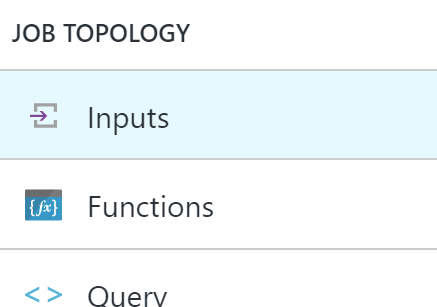 JOB TOPOLOGY
Inputs
{fx} Functions
<> Query